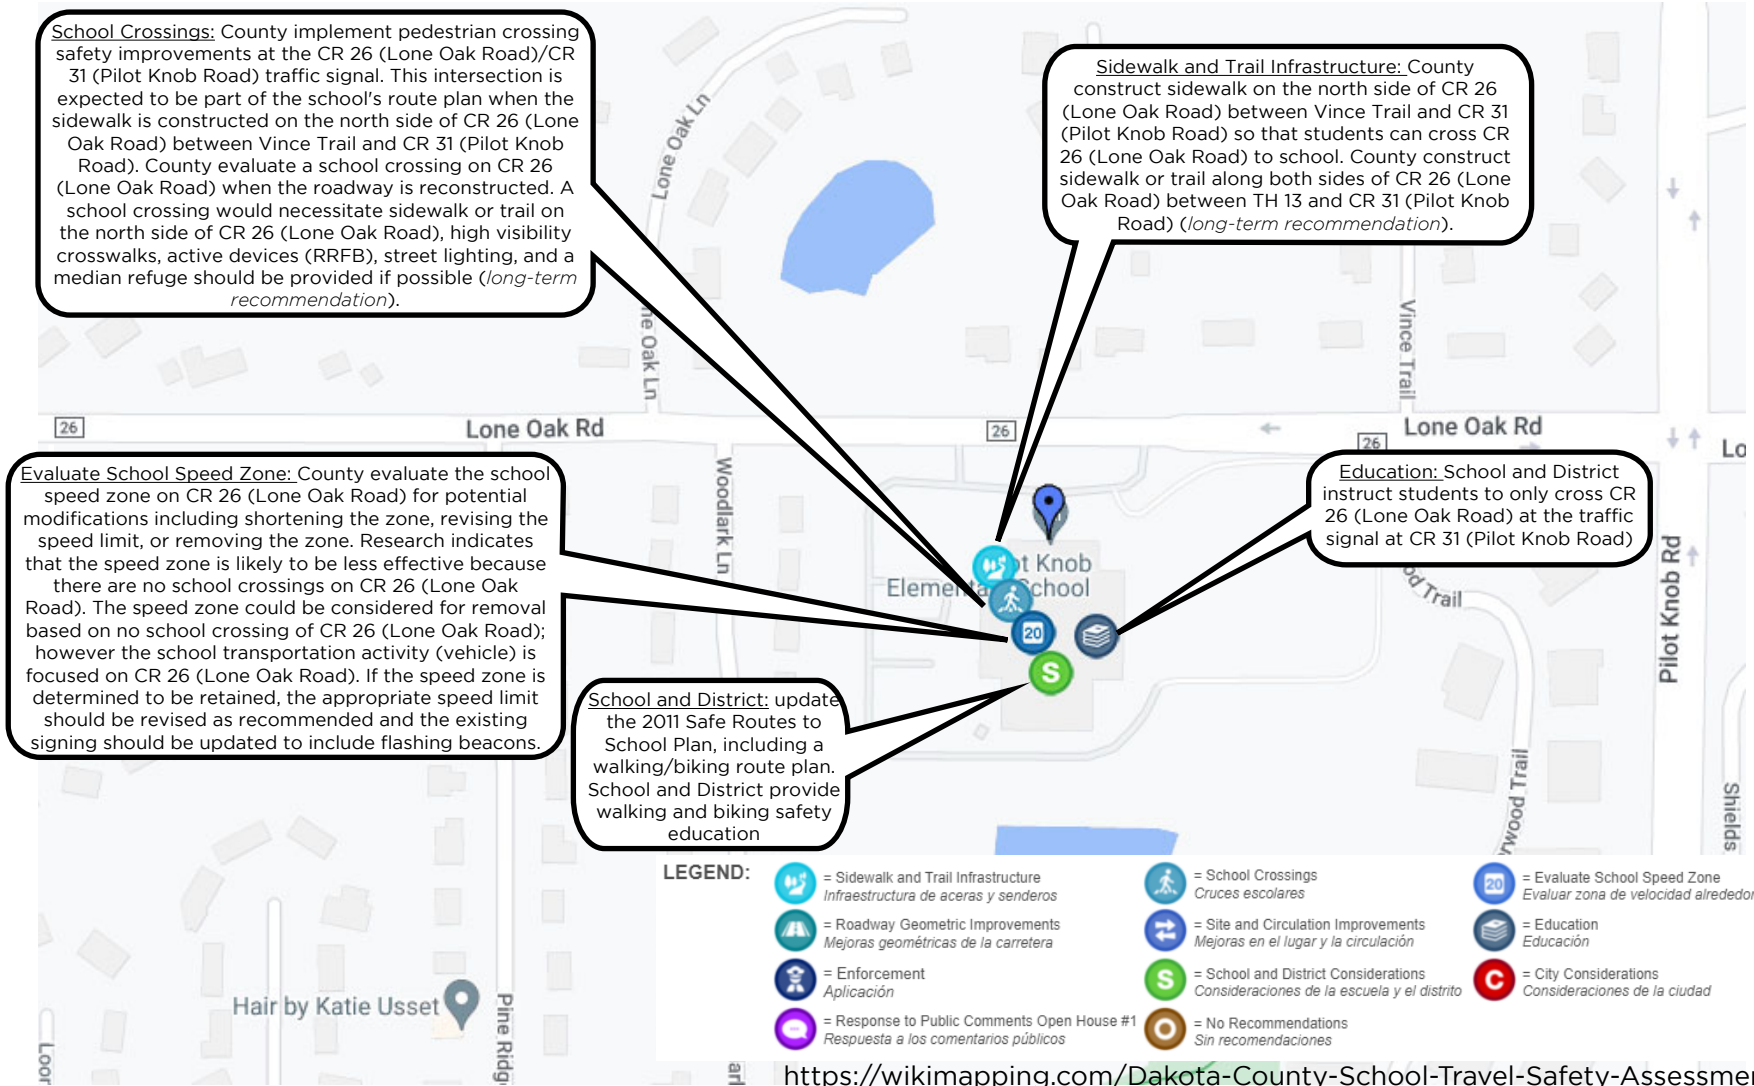 School Crossings: County implement pedestrian crossing
safety improvements at the CR 26 (Lone Oak Road)/CR
31 (Pilot Knob Road) traffic signal. This intersection is
expected to be part of the school's route plan when the
sidewalk is constructed on the north side of CR 26 (Lone
Oak Road) between Vince Trail and CR 31 (Pilot Knob
Road). County evaluate a school crossing on CR 26
(Lone Oak Road) when the roadway is reconstructed. A
school crossing would necessitate sidewalk or trail on
the north side of CR 26 (Lone Oak Road), high visibility
crosswalks, active devices (RRFB), street lighting, and a
median refuge should be provided if possible (long-term
recommendation).
Sidewalk and Trail Infrastructure: County
construct sidewalk on the north side of CR 26
(Lone Oak Road) between Vince Trail and CR 31
(Pilot Knob Road) so that students can cross CR
26 (Lone Oak Road) to school. County construct
sidewalk or trail along both sides of CR 26 (Lone
Oak Road) between TH 13 and CR 31 (Pilot Knob
Road) (long-term recommendation).
Lone Oak Ln
ne Oak Ln
Vince Trail
26
Lone Oak Rd
26
26
Lone Oak Rd
Lo
Evaluate School Speed Zone: County evaluate the school
speed zone on CR 26 (Lone Oak Road) for potential
modifications including shortening the zone, revising the
speed limit, or removing the zone. Research indicates
that the speed zone is likely to be less effective because
there are no school crossings on CR 26 (Lone Oak
Road). The speed zone could be considered for removal
based on no school crossing of CR 26 (Lone Oak Road);
however the school transportation activity (vehicle) is
focused on CR 26 (Lone Oak Road). If the speed zone is
determined to be retained, the appropriate speed limit
should be revised as recommended and the existing
signing should be updated to include flashing beacons.
Woodlark Ln
Education: School and District
instruct students to only cross CR
26 (Lone Oak Road) at the traffic
signal at CR 31 (Pilot Knob Road)
ot Knob
Elementa School
20
S
od Trail
Pilot Knob Rd
School and District: update
the 2011 Safe Routes to
School Plan, including a
walking/biking route plan.
School and District provide
walking and biking safety
education
rwood Trail
Shields
Hair by Katie Usset
Pine Ridg
Loor
arl
LEGEND:
= Sidewalk and Trail Infrastructure
Infraestructura de aceras y senderos
= School Crossings
Cruces escolares
20 = Evaluate School Speed Zone
Evaluar zona de velocidad alrededor
= Roadway Geometric Improvements
Mejoras geométricas de la carretera
= Site and Circulation Improvements
Mejoras en el lugar y la circulación
= Education
Educación
= Enforcement
Aplicación
S = School and District Considerations
Consideraciones de la escuela y el distrito
C = City Considerations
Consideraciones de la ciudad
= Response to Public Comments Open House #1
Respuesta a los comentarios públicos
= No Recommendations
Sin recomendaciones
https://wikimapping.com/Dakota-County-School-Travel-Safety-Assessmen